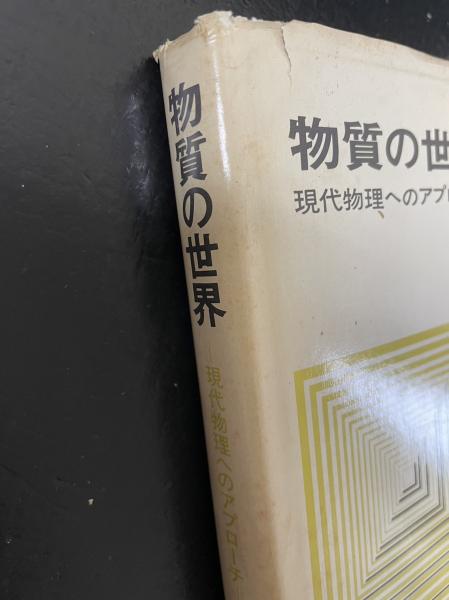 物質の世界
現代物理へのアプローチ
物質の世
現代物理へのアプ